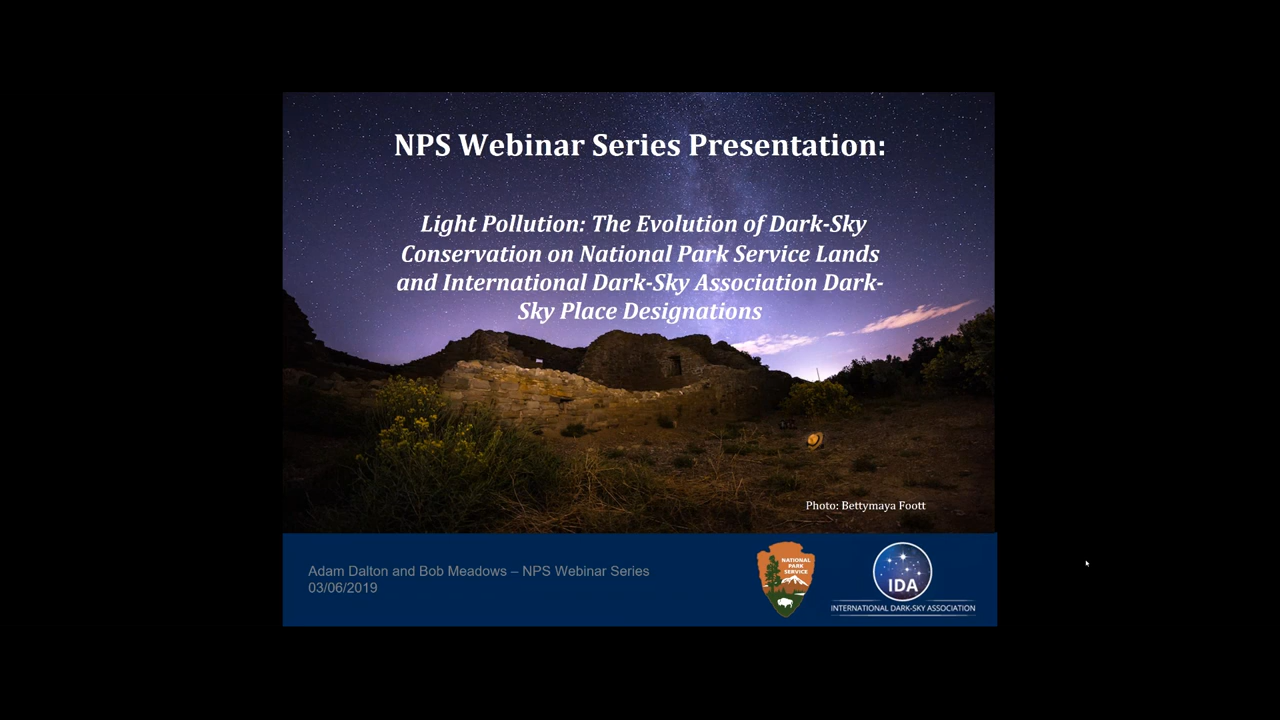 NPS Webinar Series Presentation:
Light Pollution: The Evolution of Dark-Sky
Conservation on National Park Service Lands
and International Dark-Sky Association Dark-
Sky Place Designations
Photo: Bettymaya Foott
Adam Dalton and Bob Meadows – NPS Webinar Series
03/06/2019
NATIONAL
PARK
SERVICE
IDA
INTERNATIONAL DARK-SKY ASSOCIATION